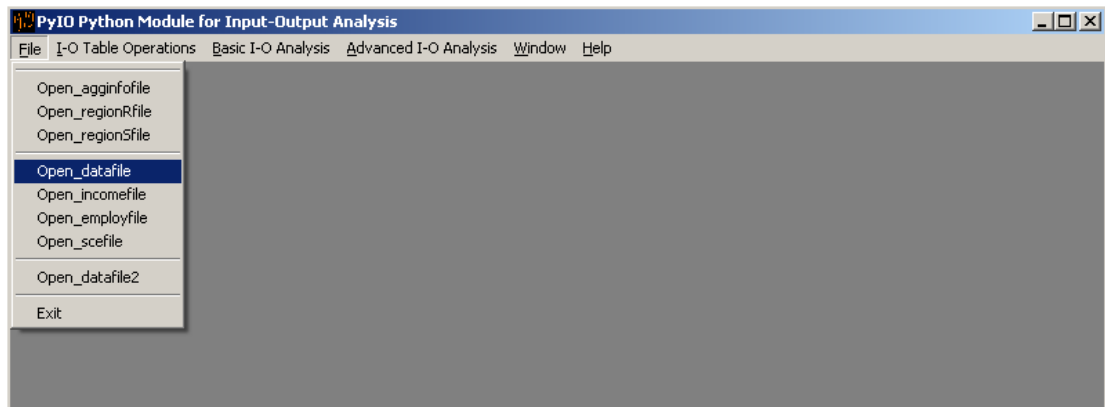 PyIO Python Module for Input-Output Analysis
File I-O Table Operations Basic I-O Analysis Advanced I-O Analysis Window Help
Open_agginfofile
Open_regionRfile
Open_regionSfile
Open_datafile
Open_incomefile
Open_employfile
Open_scefile
Open_datafile2
Exit